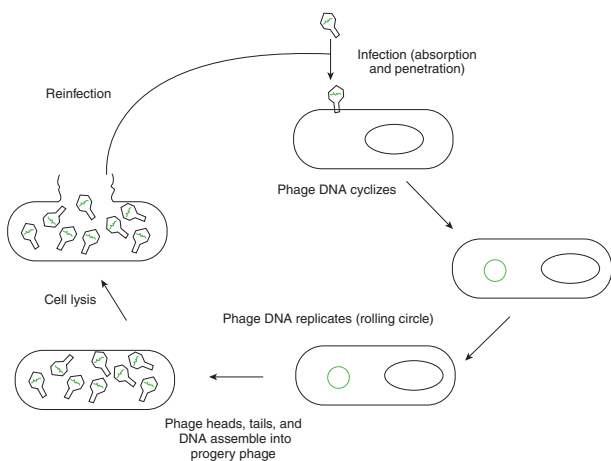 Infection (absorption
and penetration)
Reinfection
Phage DNA cyclizes
Cell lysis
Phage DNA replicates (rolling circle)
Phage heads, tails, and
DNA assemble into
progery phage